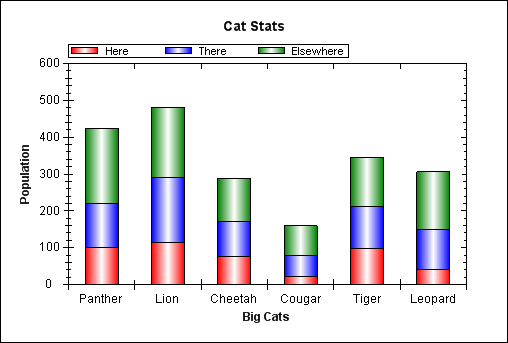 Cat Stats
Here There Elsewhere
600
500
400
300
200
100
0
Population
Panther Lion Cheetah Cougar Tiger Leopard
Big Cats